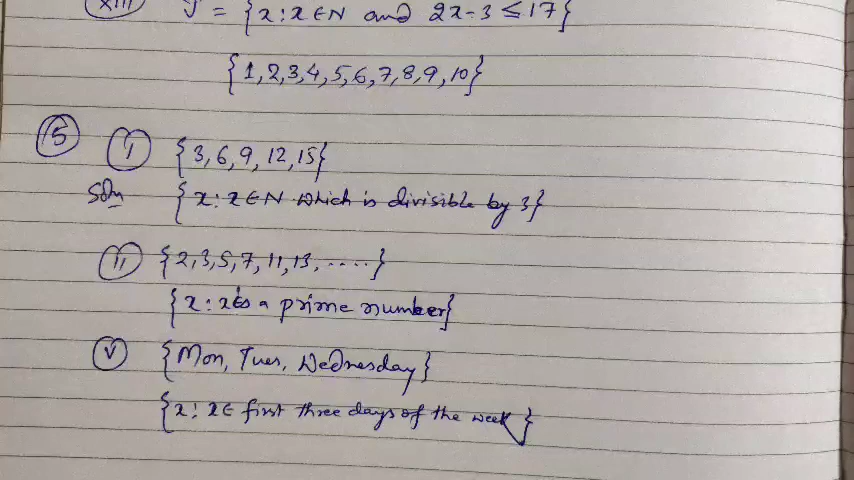 (xiii) J = {x : x ∈ N and 2x - 3 ≤ 17}
{1, 2, 3, 4, 5, 6, 7, 8, 9, 10}
(5) (i) {3, 6, 9, 12, 15}
Soln {x : x ∈ N which is divisible by 3}
(ii) {2, 3, 5, 7, 11, 13, .....}
{x : x is a prime number}
(v) {Mon, Tues, Wednesday}
{x : x ∈ first three days of the week}